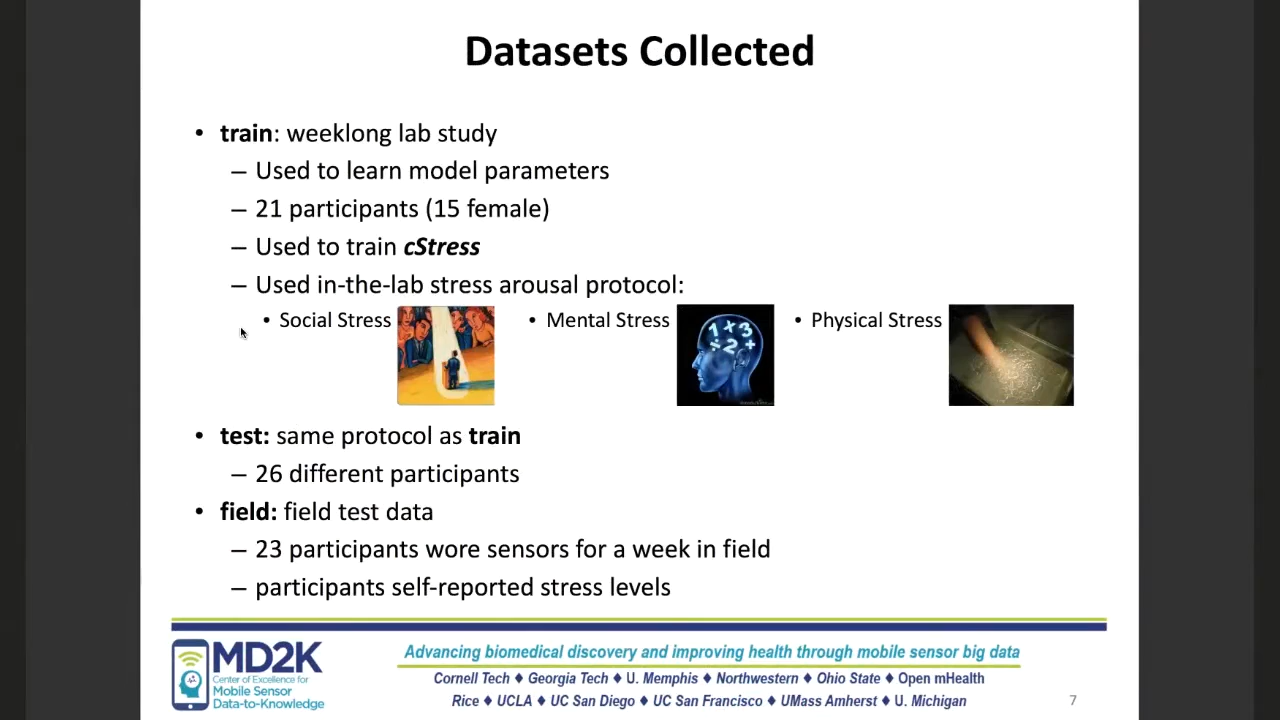 Datasets Collected
• train: weeklong lab study
– Used to learn model parameters
– 21 participants (15 female)
– Used to train cStress
– Used in-the-lab stress arousal protocol:
• Social Stress • Mental Stress • Physical Stress
1 x 3
÷ 2 +
• test: same protocol as train
– 26 different participants
• field: field test data
– 23 participants wore sensors for a week in field
– participants self-reported stress levels
MD2K
Center of Excellence for
Mobile Sensor
Data-to-Knowledge
Advancing biomedical discovery and improving health through mobile sensor big data
Cornell Tech ♦ Georgia Tech ♦ U. Memphis ♦ Northwestern ♦ Ohio State ♦ Open mHealth
Rice ♦ UCLA ♦ UC San Diego ♦ UC San Francisco ♦ UMass Amherst ♦ U. Michigan
7